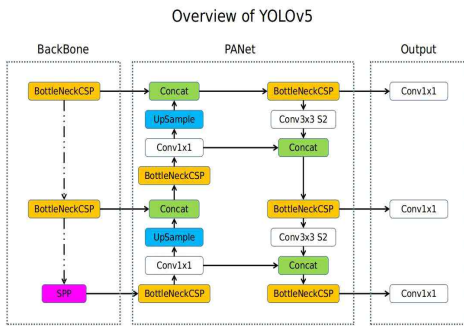 Overview of YOLOv5
BackBone PANet Output
BottleNeckCSP Concat BottleNeckCSP Conv1x1
UpSample Conv3x3 S2
Conv1x1 Concat
BottleNeckCSP
BottleNeckCSP Concat BottleNeckCSP Conv1x1
UpSample Conv3x3 S2
Conv1x1 Concat
SPP BottleNeckCSP BottleNeckCSP Conv1x1